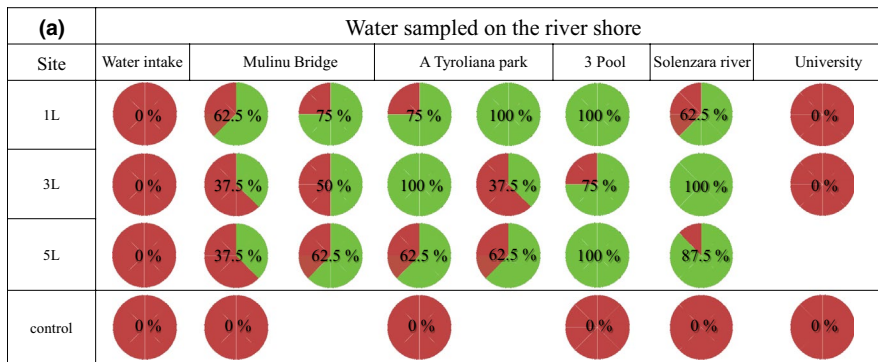 (a) Water sampled on the river shore
Site Water intake Mulinu Bridge A Tyroliana park 3 Pool Solenzara river University
1L 0 % 62.5 % 75 % 75 % 100 % 100 % 62.5 % 0 %
3L 0 % 37.5 % 50 % 100 % 37.5 % 75 % 100 % 0 %
5L 0 % 37.5 % 62.5 % 62.5 % 62.5 % 100 % 87.5 %
control 0 % 0 % 0 % 0 % 0 % 0 %